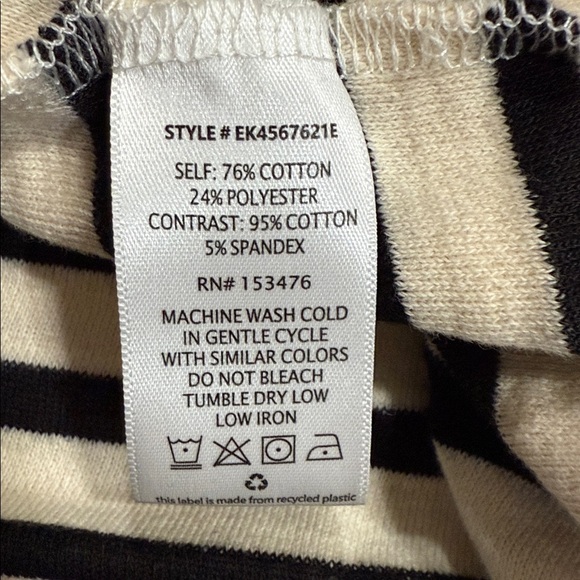 STYLE # EK4567621E
SELF: 76% COTTON
24% POLYESTER
CONTRAST: 95% COTTON
5% SPANDEX
RN# 153476
MACHINE WASH COLD
IN GENTLE CYCLE
WITH SIMILAR COLORS
DO NOT BLEACH
TUMBLE DRY LOW
LOW IRON
this label is made from recycled plastic